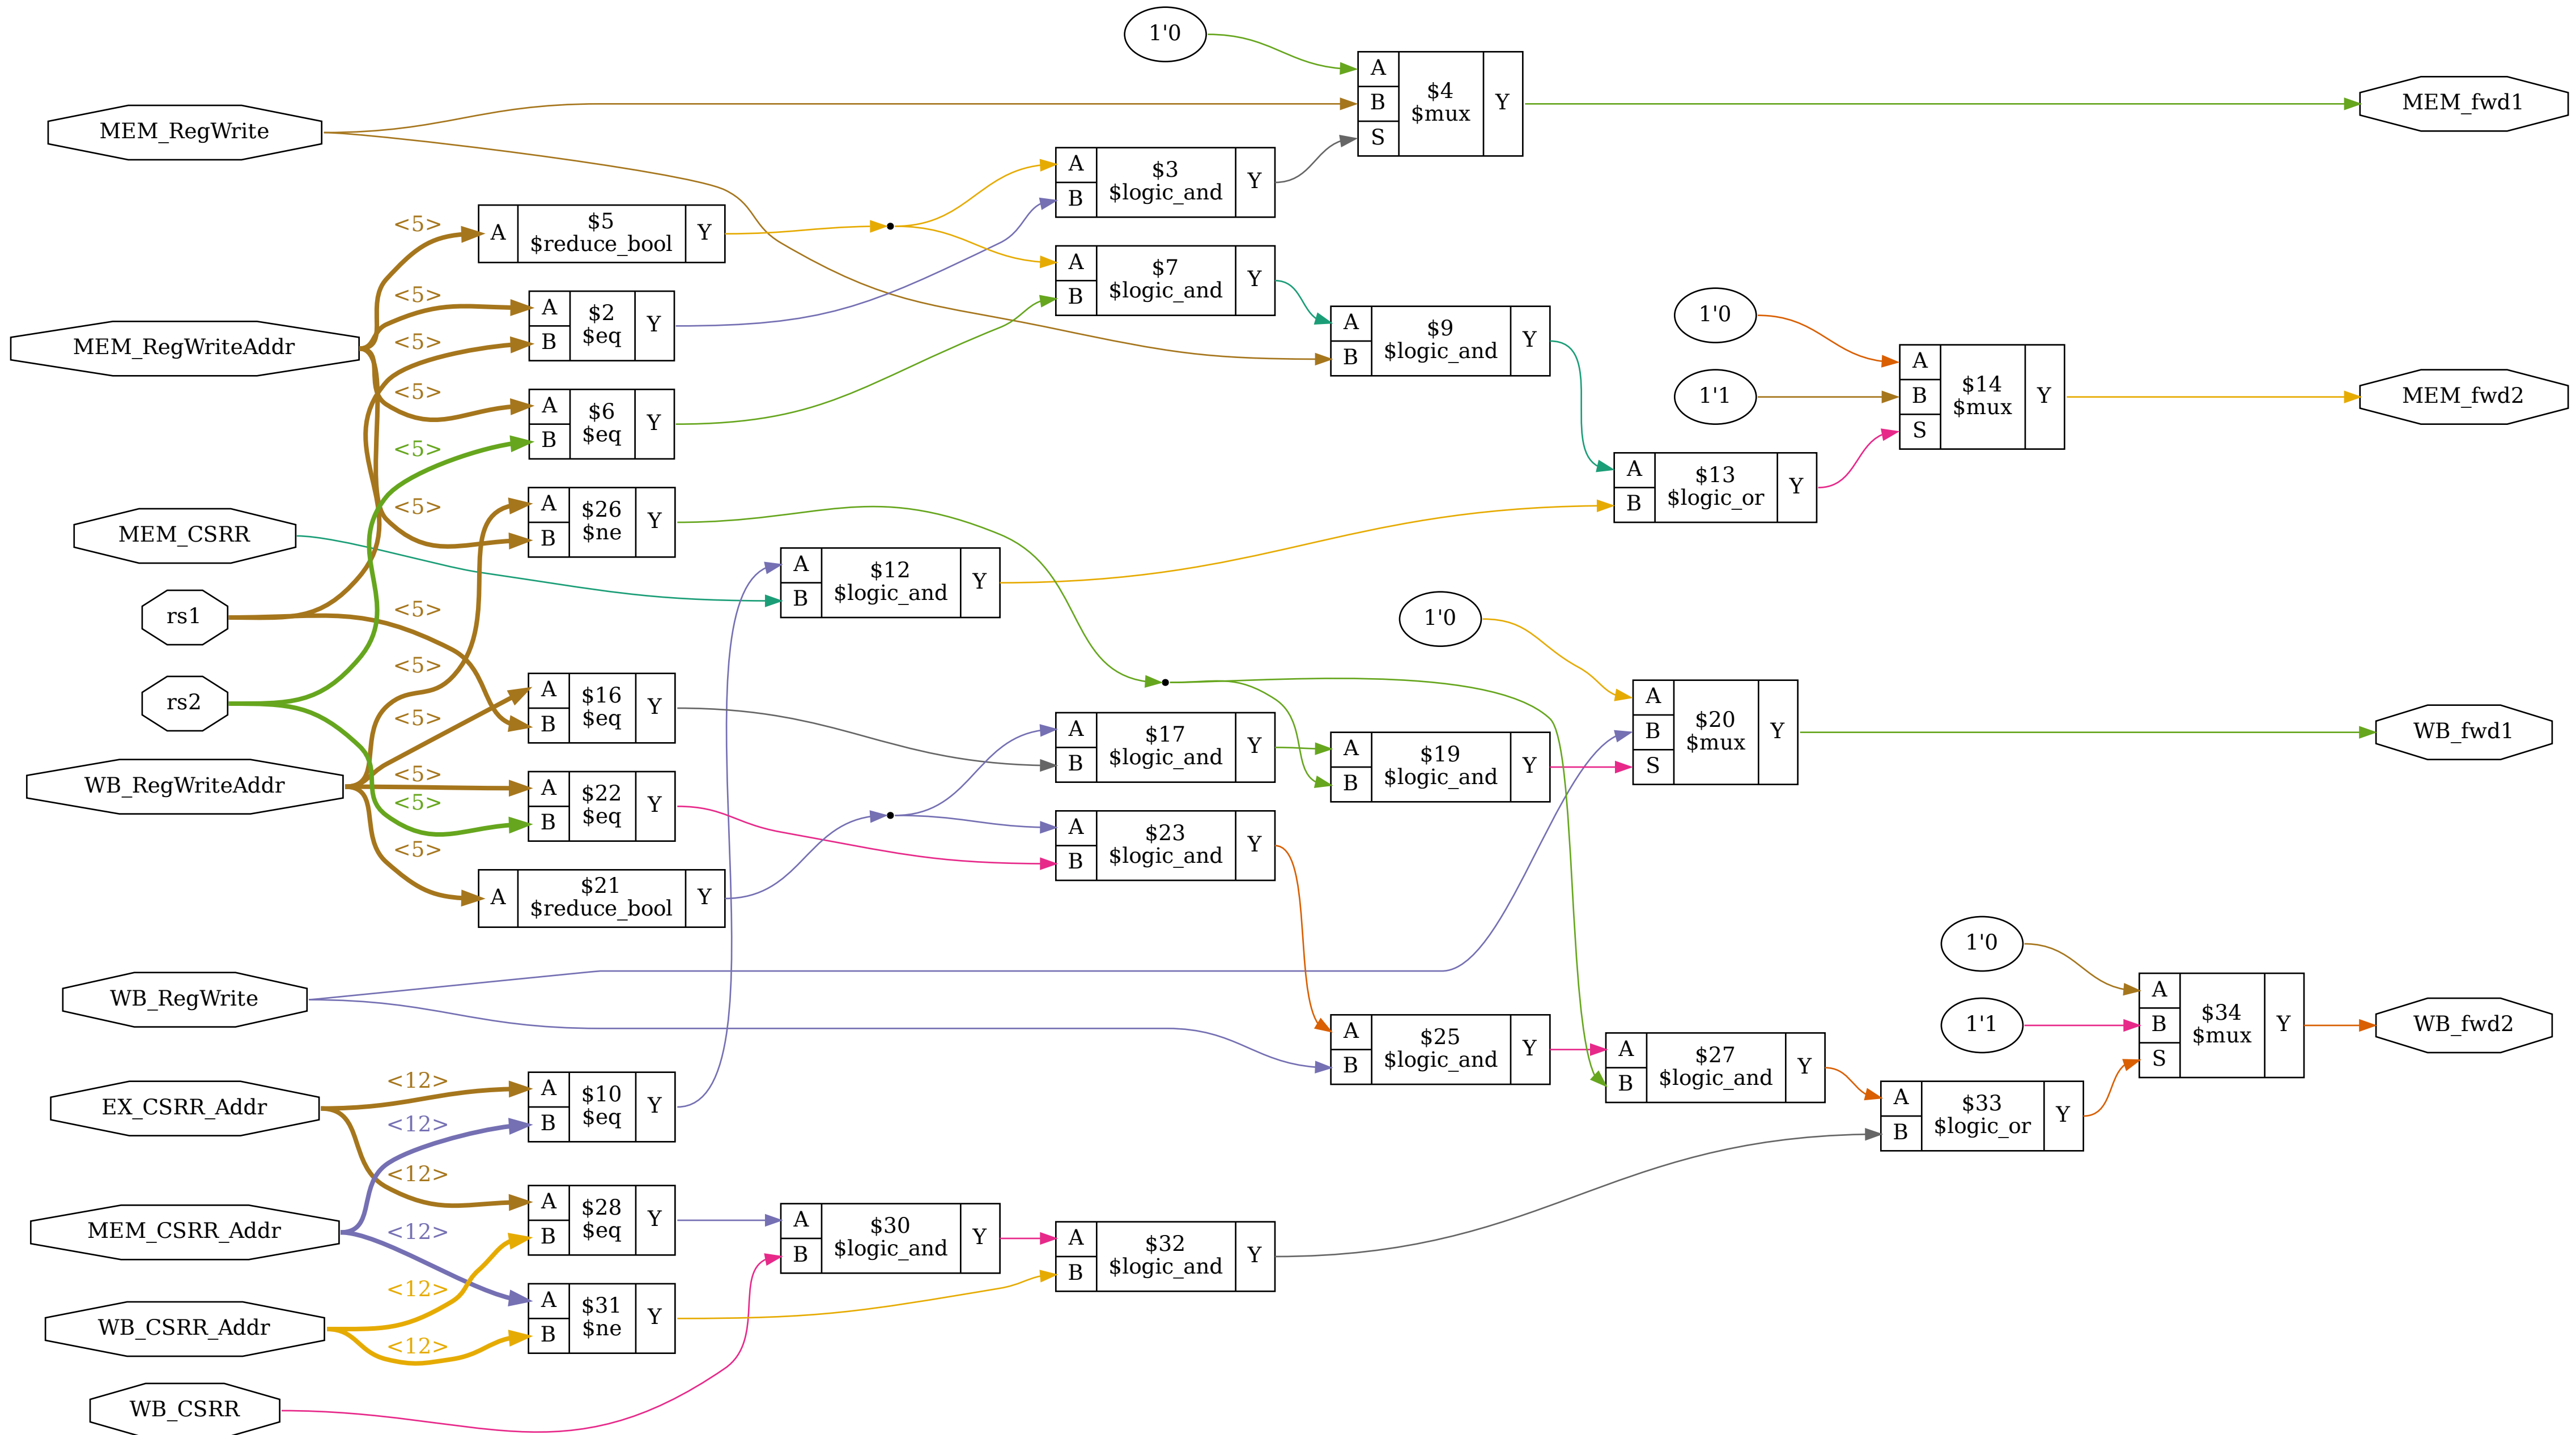 1'0
A
B
S
$4
$mux
Y
MEM_fwd1
MEM_RegWrite
A
B
$3
$logic_and
Y
<5>
A
$5
$reduce_bool
Y
A
B
$7
$logic_and
Y
<5>
A
B
$2
$eq
Y
<5>
MEM_RegWriteAddr
A
B
$9
$logic_and
Y
1'0
1'1
A
B
S
$14
$mux
Y
MEM_fwd2
<5>
A
B
$6
$eq
Y
<5>
A
B
$13
$logic_or
Y
<5>
A
B
$26
$ne
Y
MEM_CSRR
A
B
$12
$logic_and
Y
rs1
<5>
1'0
<5>
rs2
A
B
$16
$eq
Y
<5>
A
B
$17
$logic_and
Y
A
B
$19
$logic_and
Y
A
B
S
$20
$mux
Y
WB_fwd1
WB_RegWriteAddr
<5>
<5>
A
B
$22
$eq
Y
A
B
$23
$logic_and
Y
<5>
A
$21
$reduce_bool
Y
1'0
WB_RegWrite
A
B
$25
$logic_and
Y
1'1
A
B
S
$34
$mux
Y
WB_fwd2
A
B
$27
$logic_and
Y
EX_CSRR_Addr
<12>
<12>
A
B
$10
$eq
Y
A
B
$33
$logic_or
Y
<12>
A
B
$28
$eq
Y
MEM_CSRR_Addr
<12>
A
B
$30
$logic_and
Y
A
B
$32
$logic_and
Y
<12>
A
B
$31
$ne
Y
WB_CSRR_Addr
<12>
WB_CSRR